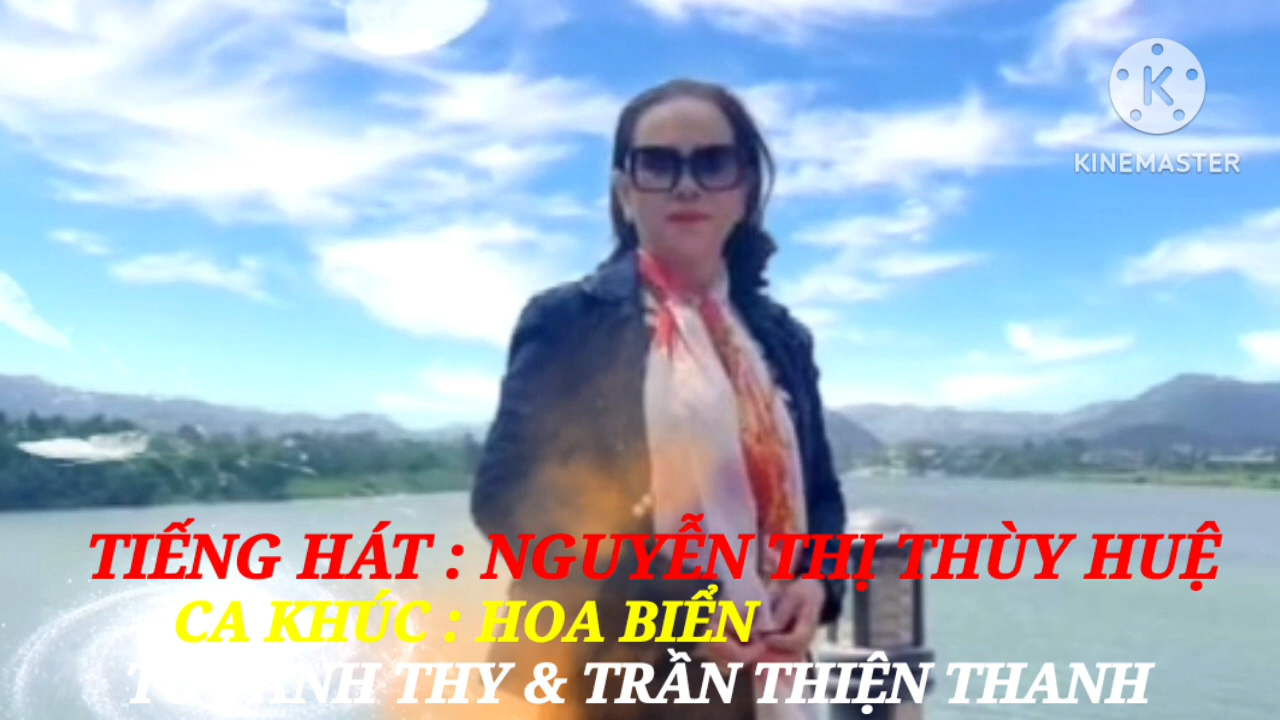 K
KINEMASTER
TIẾNG HÁT : NGUYỄN THỊ THÙY HUỆ
CA KHÚC : HOA BIỂN
THY & TRẦN THIỆN THANH